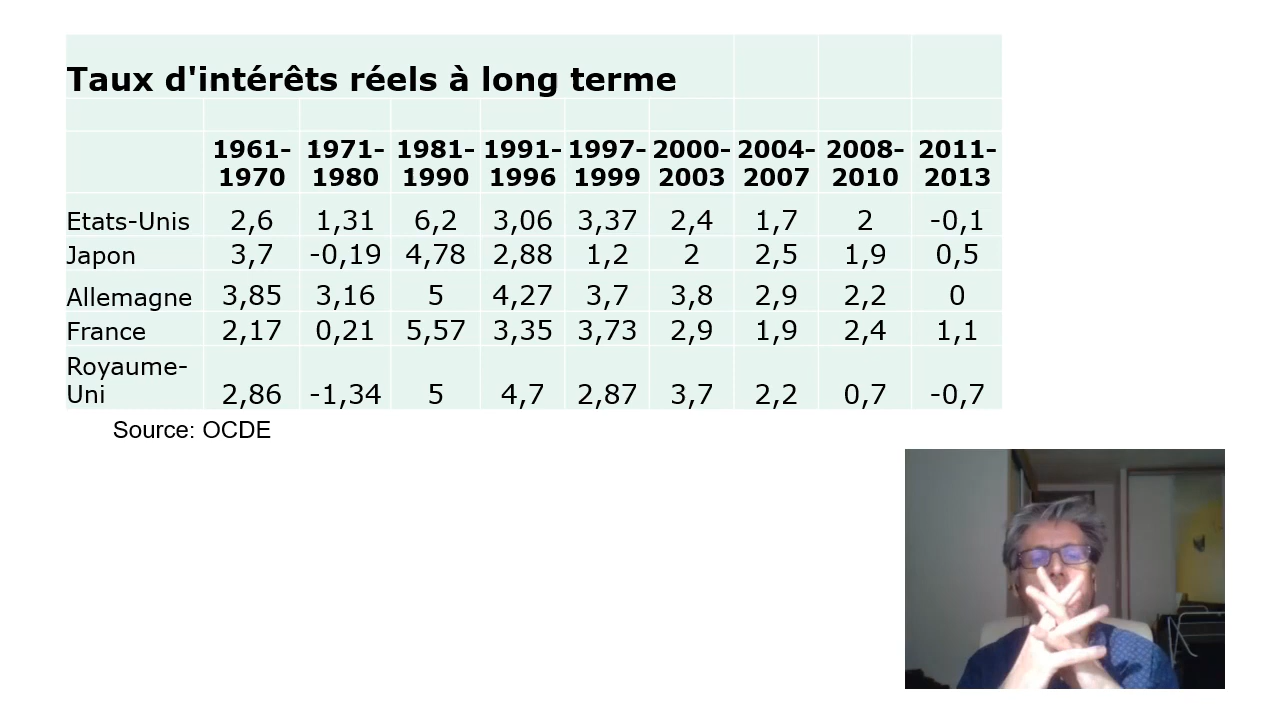 Taux d'intérêts réels à long terme
1961-1970 1971-1980 1981-1990 1991-1996 1997-1999 2000-2003 2004-2007 2008-2010 2011-2013
Etats-Unis 2,6 1,31 6,2 3,06 3,37 2,4 1,7 2 -0,1
Japon 3,7 -0,19 4,78 2,88 1,2 2 2,5 1,9 0,5
Allemagne 3,85 3,16 5 4,27 3,7 3,8 2,9 2,2 0
France 2,17 0,21 5,57 3,35 3,73 2,9 1,9 2,4 1,1
Royaume-Uni 2,86 -1,34 5 4,7 2,87 3,7 2,2 0,7 -0,7
Source: OCDE